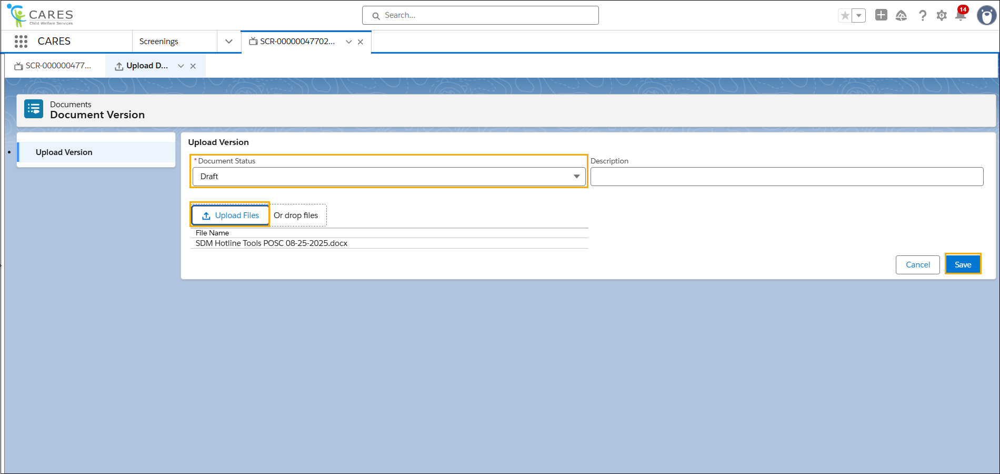 CARES
Child Welfare Services
Search...
14
CARES
Screenings
SCR-00000047702...
SCR-000000477...
Upload D...
Documents
Document Version
Upload Version
Upload Version
* Document Status
Description
Draft
Upload Files
Or drop files
File Name
SDM Hotline Tools POSC 08-25-2025.docx
Cancel
Save